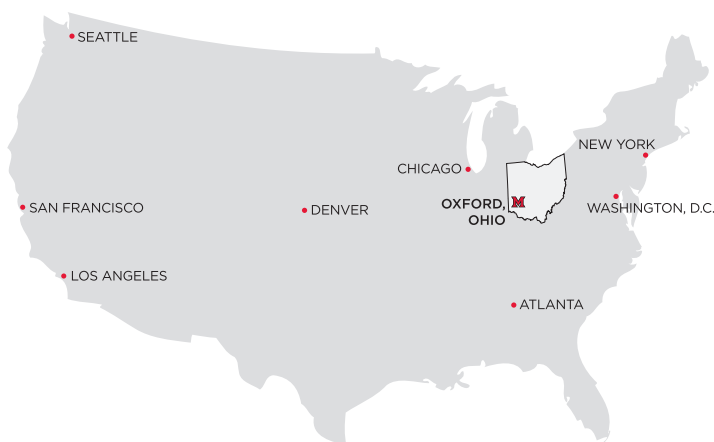 SEATTLE
NEW YORK
CHICAGO
OXFORD,
OHIO
M
SAN FRANCISCO
DENVER
WASHINGTON, D.C.
LOS ANGELES
ATLANTA